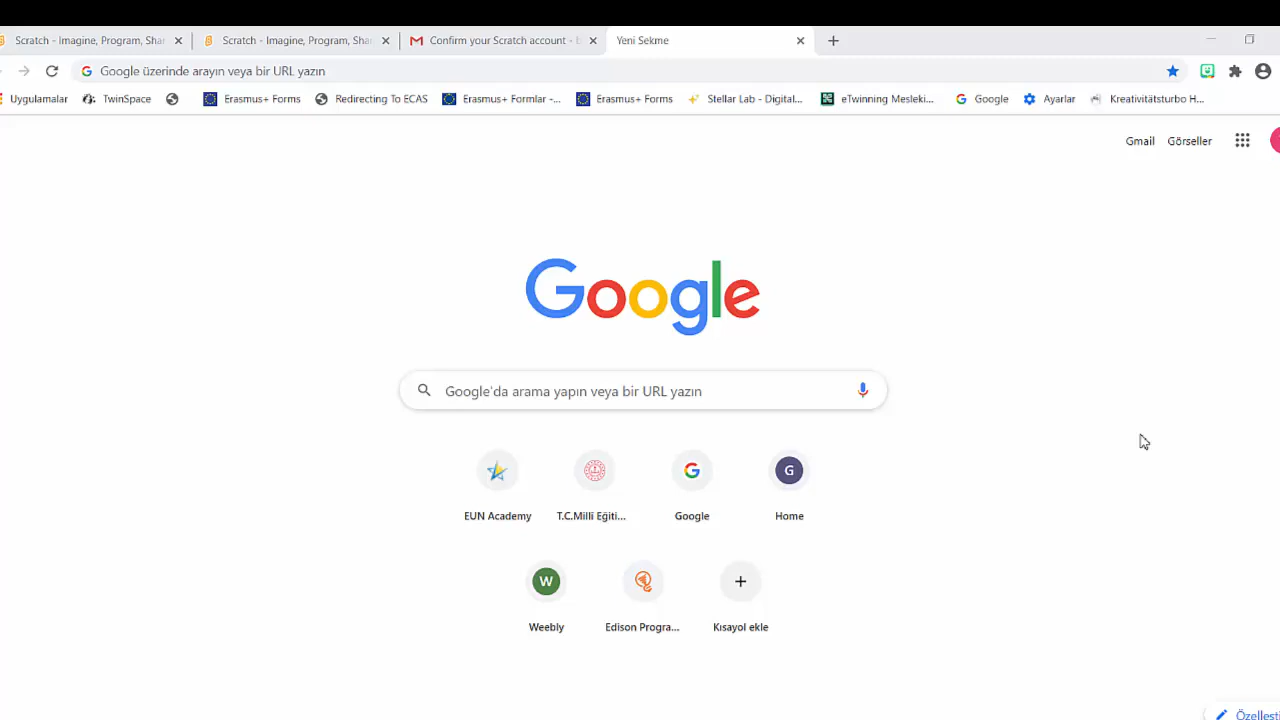 Scratch - Imagine, Program, Shar
Scratch - Imagine, Program, Sha
Confirm your Scratch account -
Yeni Sekme
Google üzerinde arayın veya bir URL yazın
Uygulamalar
TwinSpace
Erasmus+ Forms
Redirecting To ECAS
Erasmus+ Formlar -...
Erasmus+ Forms
Stellar Lab - Digital...
eTwinning Mesleki...
Google
Ayarlar
Kreativitätsturbo H...
Gmail
Görseller
Google
Google'da arama yapın veya bir URL yazın
EUN Academy
T.C.Millî Eğiti...
G
Google
Home
W
Weebly
Edison Progra...
Kısayol ekle
Özelleşti